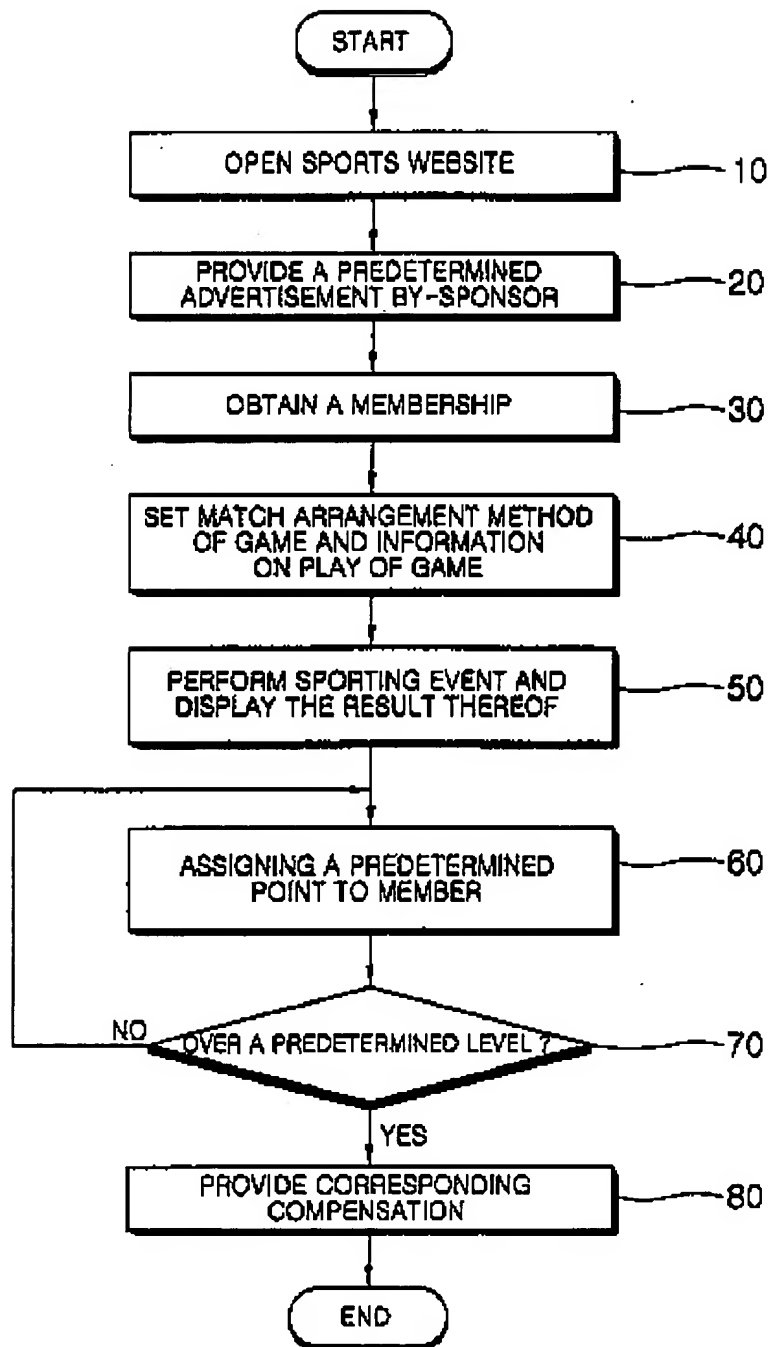 START
OPEN SPORTS WEBSITE
10
PROVIDE A PREDETERMINED
ADVERTISEMENT BY-SPONSOR
20
OBTAIN A MEMBERSHIP
30
SET MATCH ARRANGEMENT METHOD
OF GAME AND INFORMATION
ON PLAY OF GAME
40
PERFORM SPORTING EVENT AND
DISPLAY THE RESULT THEREOF
50
ASSIGNING A PREDETERMINED
POINT TO MEMBER
60
NO
OVER A PREDETERMINED LEVEL ?
70
YES
PROVIDE CORRESPONDING
COMPENSATION
80
END